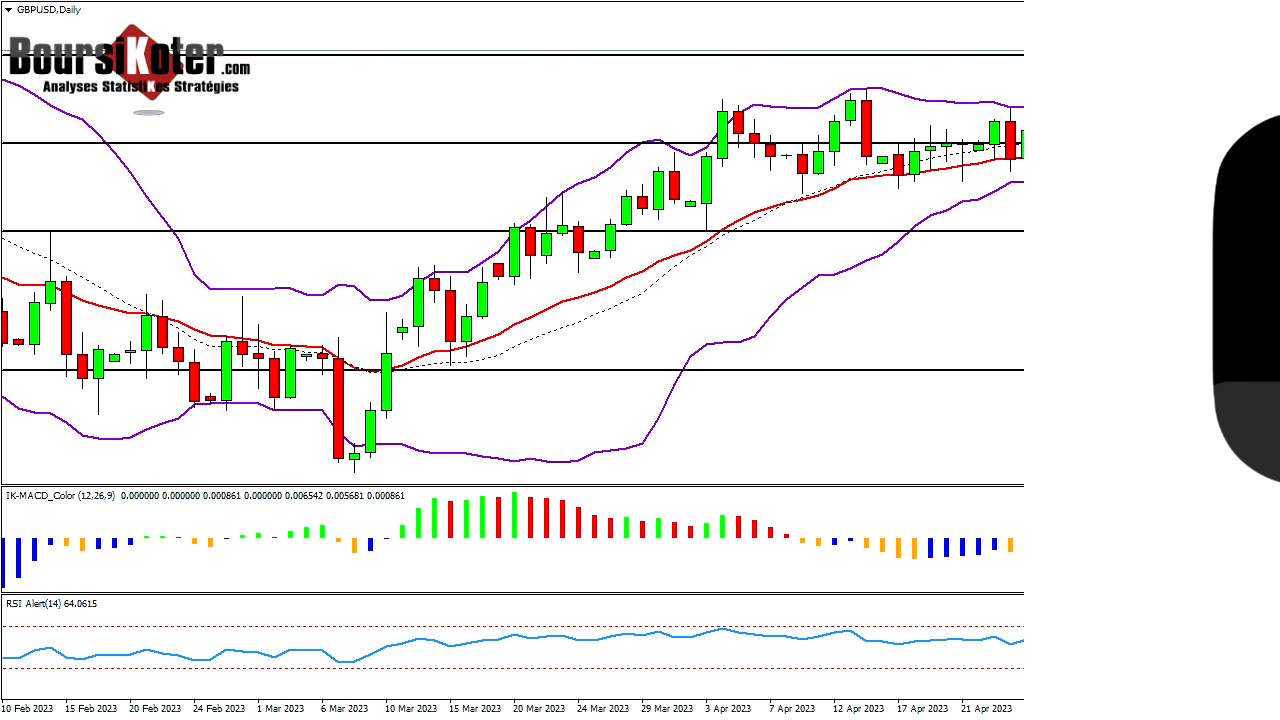 GBPUSD,Daily
BoursiKoter.com
Analyses StatistiKes Stratégies
IK-MACD_Color (12,26,9) 0.000000 0.000000 0.000861 0.000000 0.006542 0.005681 0.000861
RSI Alert(14) 64.0615
10 Feb 2023 15 Feb 2023 20 Feb 2023 24 Feb 2023 1 Mar 2023 6 Mar 2023 10 Mar 2023 15 Mar 2023 20 Mar 2023 24 Mar 2023 29 Mar 2023 3 Apr 2023 7 Apr 2023 12 Apr 2023 17 Apr 2023 21 Apr 2023